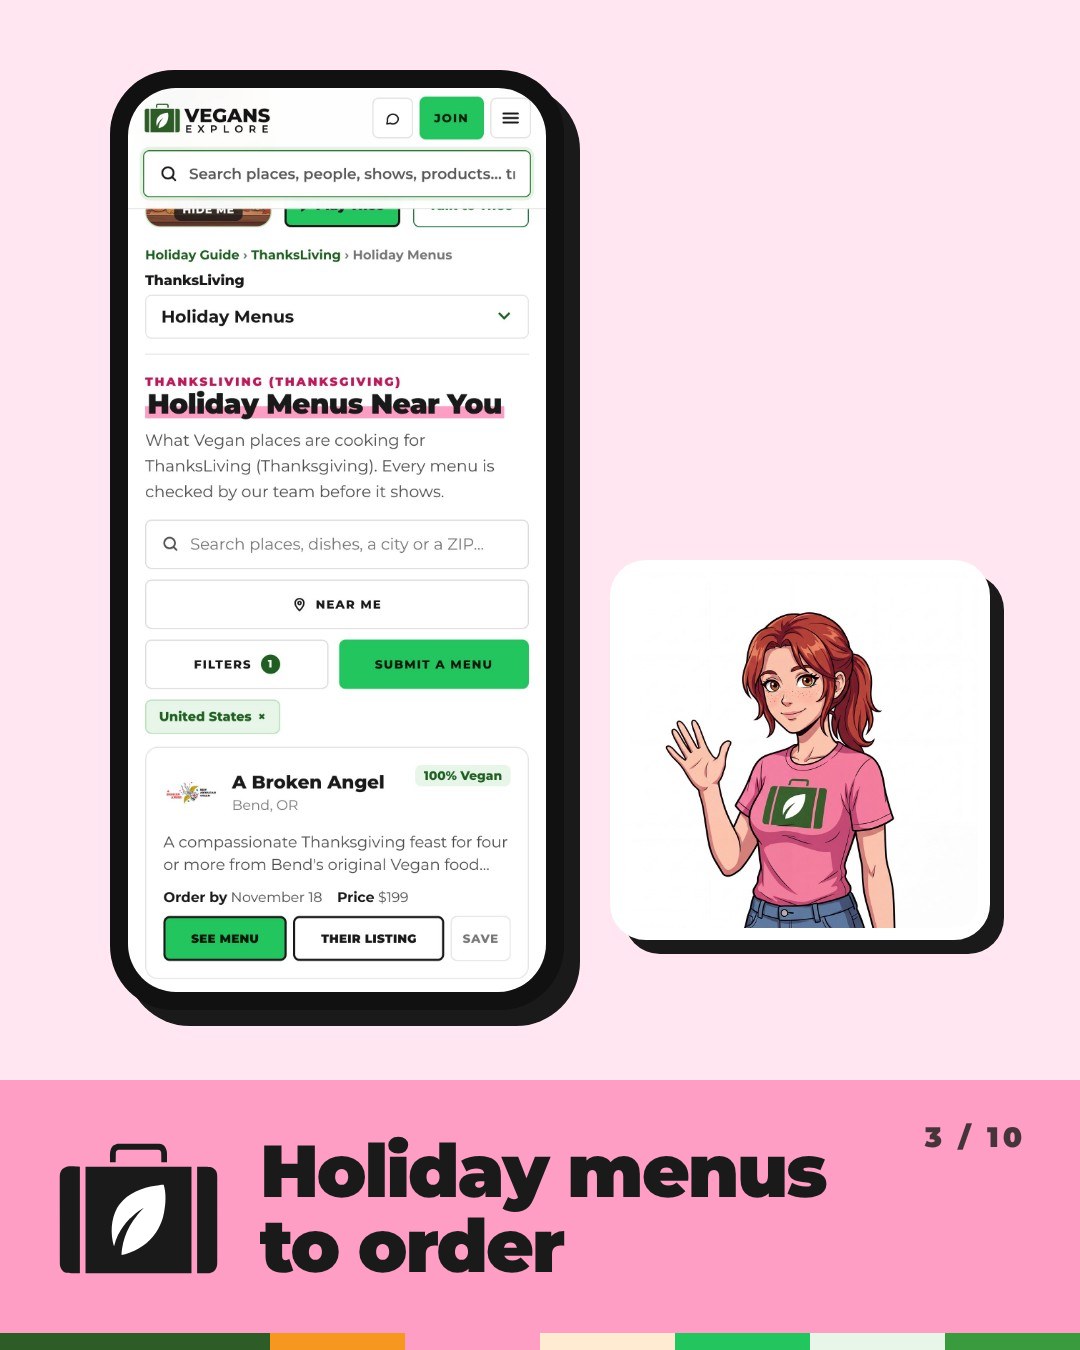 VEGANS
EXPLORE
JOIN
Search places, people, shows, products... tr
HIDE ME
Holiday Guide › ThanksLiving › Holiday Menus
ThanksLiving
Holiday Menus
THANKSLIVING (THANKSGIVING)
Holiday Menus Near You
What Vegan places are cooking for
ThanksLiving (Thanksgiving). Every menu is
checked by our team before it shows.
Search places, dishes, a city or a ZIP...
NEAR ME
FILTERS 1
SUBMIT A MENU
United States ×
A Broken Angel
100% Vegan
Bend, OR
A compassionate Thanksgiving feast for four
or more from Bend's original Vegan food...
Order by November 18 Price $199
SEE MENU
THEIR LISTING
SAVE
3 / 10
Holiday menus
to order